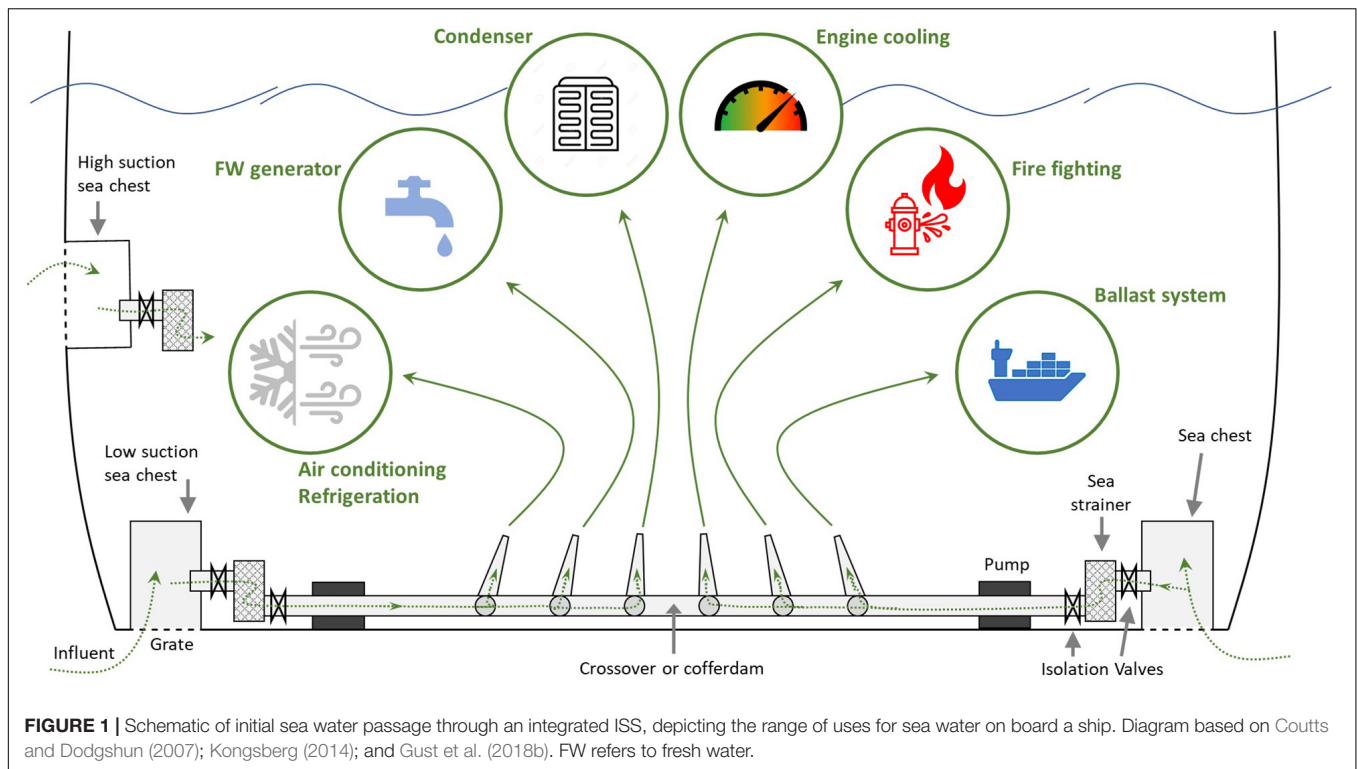 Condenser
Engine cooling
High suction
sea chest
FW generator
Fire fighting
Ballast system
Low suction
sea chest
Air conditioning
Refrigeration
Sea chest
Sea
strainer
Pump
Influent
Grate
Crossover or cofferdam
Isolation Valves
FIGURE 1 | Schematic of initial sea water passage through an integrated ISS, depicting the range of uses for sea water on board a ship. Diagram based on Coutts
and Dodgshun (2007); Kongsberg (2014); and Gust et al. (2018b). FW refers to fresh water.